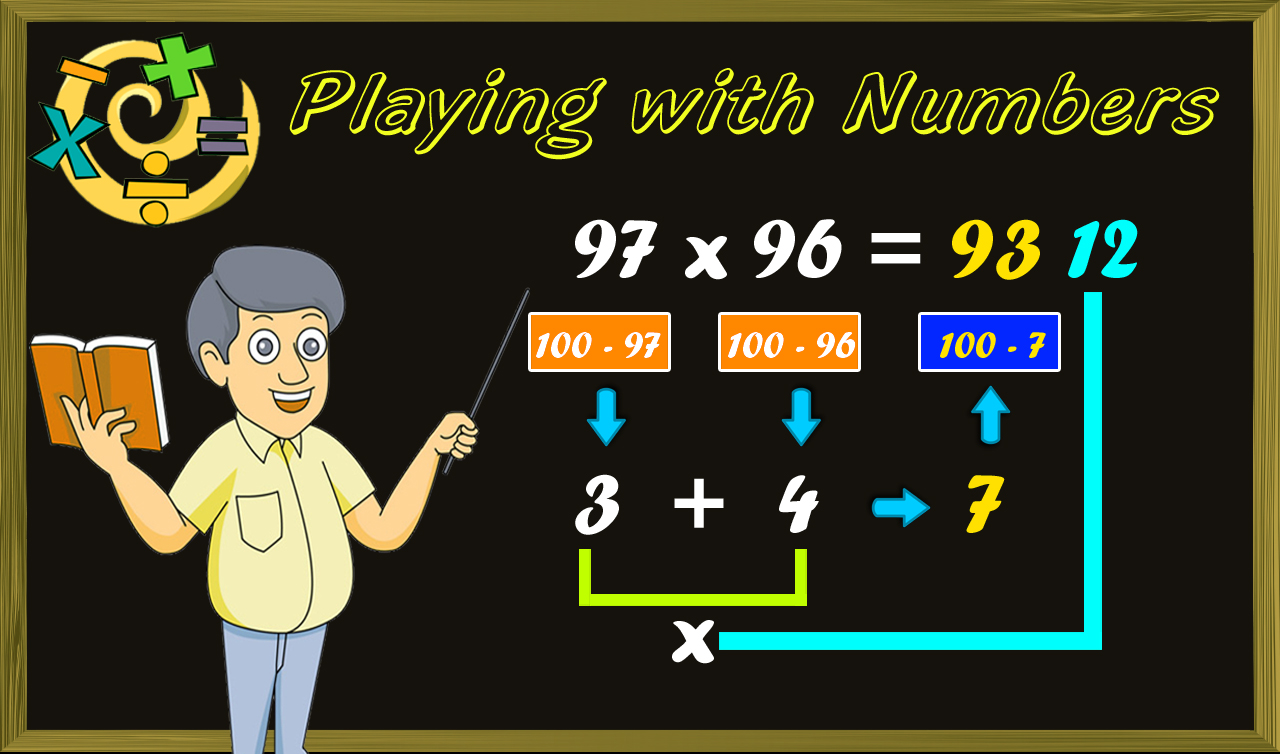 Playing with Numbers
97 x 96 = 93 12
100 - 97 100 - 96 100 - 7
3 + 4 7
x